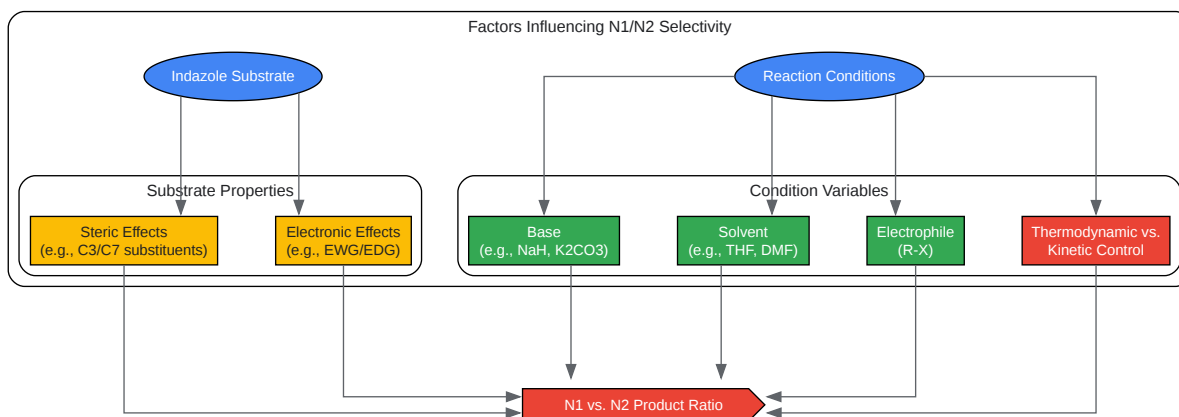 Factors Influencing N1/N2 Selectivity
Indazole Substrate
Reaction Conditions
Substrate Properties
Condition Variables
Steric Effects
(e.g., C3/C7 substituents)
Electronic Effects
(e.g., EWG/EDG)
Base
(e.g., NaH, K2CO3)
Solvent
(e.g., THF, DMF)
Electrophile
(R-X)
Thermodynamic vs.
Kinetic Control
N1 vs. N2 Product Ratio